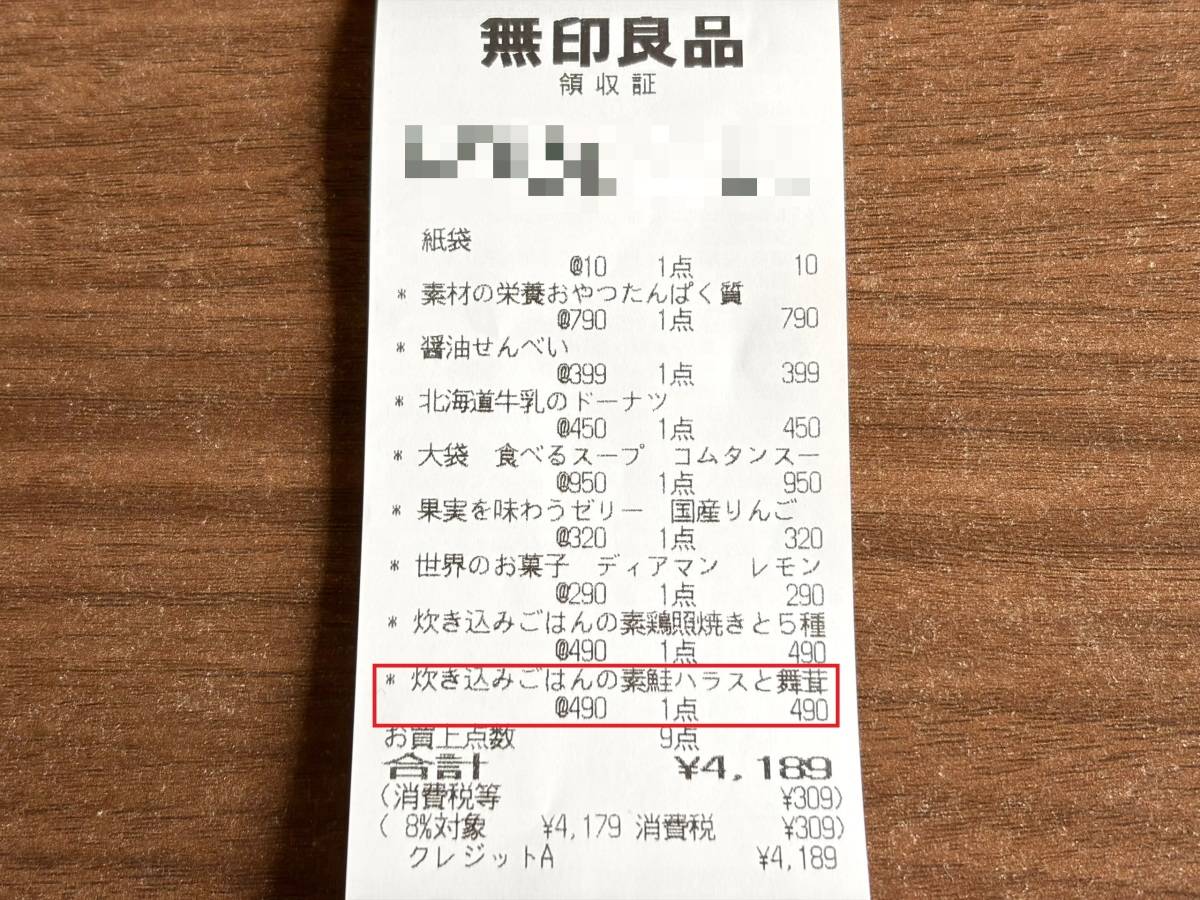 無印良品
領収証
紙袋
@10 1点 10
* 素材の栄養おやつたんぱく質
@790 1点 790
* 醤油せんべい
@399 1点 399
* 北海道牛乳のドーナツ
@450 1点 450
* 大袋 食べるスープ コムタンスー
@950 1点 950
* 果実を味わうゼリー 国産りんご
@320 1点 320
* 世界のお菓子 ディアマン レモン
@290 1点 290
* 炊き込みごはんの素鶏照焼きと5種
@490 1点 490
* 炊き込みごはんの素鮭ハラスと舞茸
@490 1点 490
お買上点数 9点
合計 ¥4,189
(消費税等 ¥309)
( 8%対象 ¥4,179 消費税 ¥309)
クレジットA ¥4,189